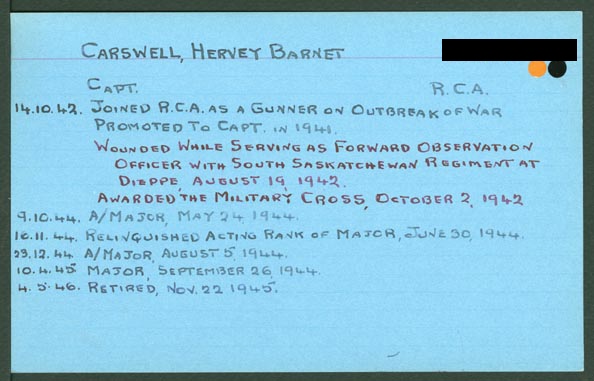 CARSWELL, HERVEY BARNET
CAPT. R.C.A.
14.10.42. JOINED R.C.A. AS A GUNNER ON OUTBREAK OF WAR
PROMOTED TO CAPT. IN 1941.
WOUNDED WHILE SERVING AS FORWARD OBSERVATION
OFFICER WITH SOUTH SASKATCHEWAN REGIMENT AT
DIEPPE, AUGUST 19, 1942.
AWARDED THE MILITARY CROSS, OCTOBER 2, 1942
9.10.44. A/MAJOR, MAY 24 1944.
16.11.44. RELINQUISHED ACTING RANK OF MAJOR, JUNE 30, 1944.
23.12.44 A/MAJOR, AUGUST 5, 1944.
10.4.45. MAJOR, SEPTEMBER 26, 1944.
4.5.46. RETIRED, NOV. 22 1945.